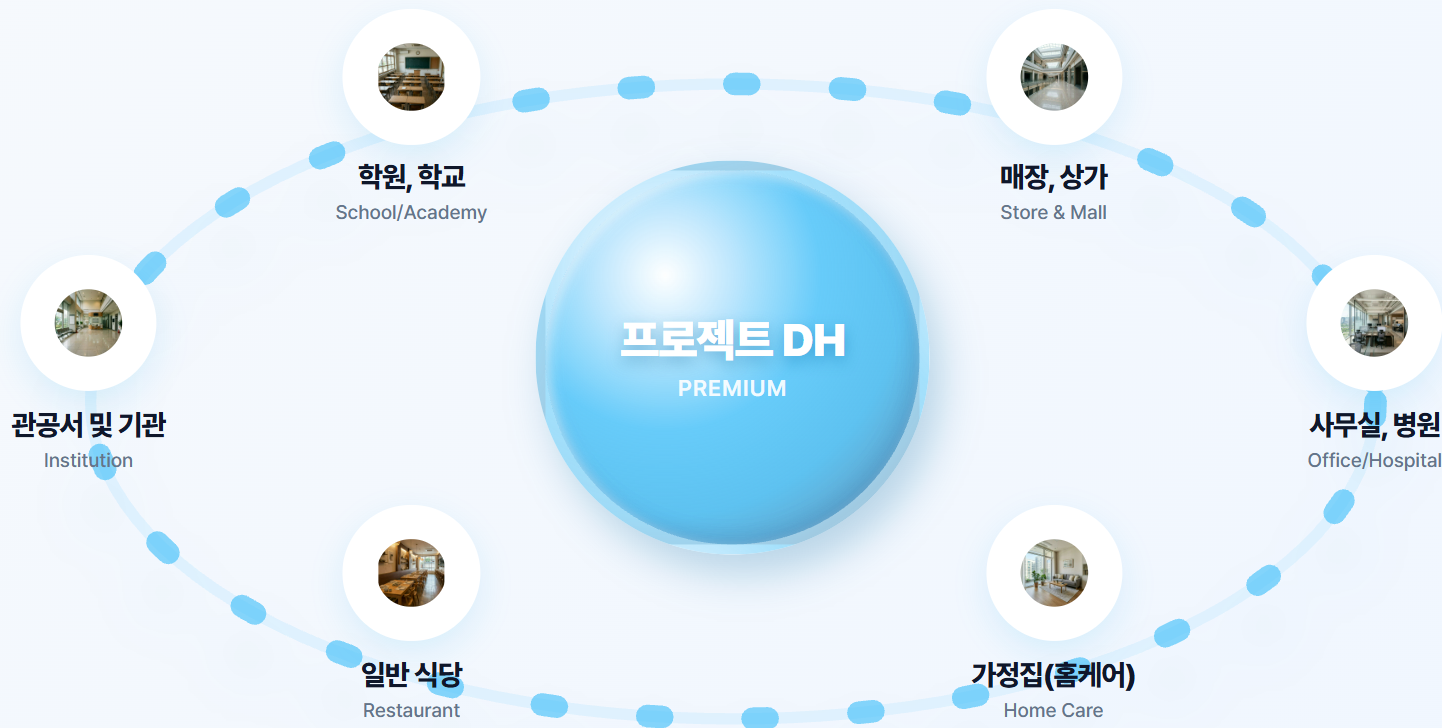 학원, 학교
School/Academy
매장, 상가
Store & Mall
프로젝트 DH
PREMIUM
관공서 및 기관
Institution
사무실, 병원
Office/Hospital
일반 식당
Restaurant
가정집(홈케어)
Home Care